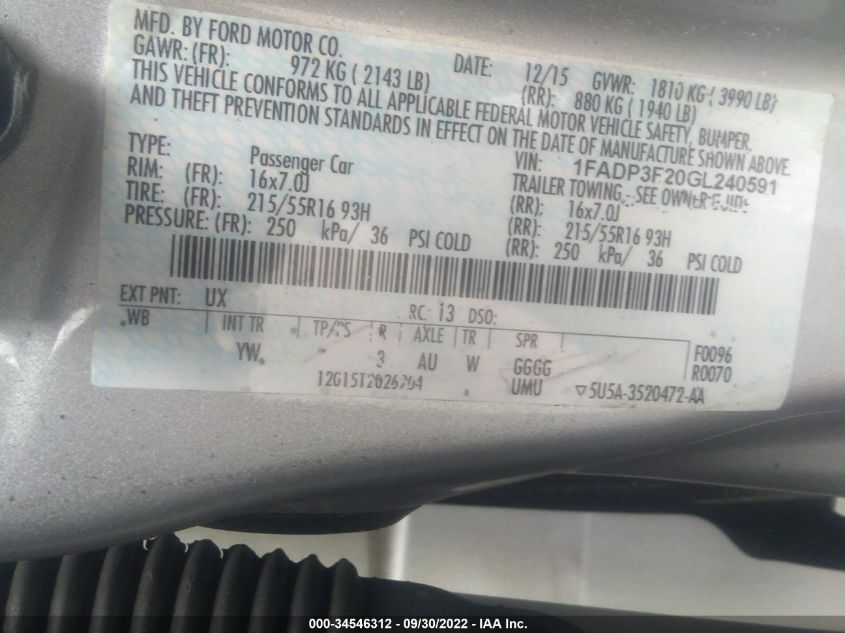 MFD. BY FORD MOTOR CO.
DATE: 12/15 GVWR: 1810 KG ( 3990 LB)
GAWR: (FR): 972 KG ( 2143 LB) (RR): 880 KG ( 1940 LB)
THIS VEHICLE CONFORMS TO ALL APPLICABLE FEDERAL MOTOR VEHICLE SAFETY, BUMPER,
AND THEFT PREVENTION STANDARDS IN EFFECT ON THE DATE OF MANUFACTURE SHOWN ABOVE.
VIN: 1FADP3F20GL240591
TYPE: Passenger Car TRAILER TOWING - SEE OWNER GUIDE
RIM: (FR): 16x7.0J (RR): 16x7.0J
TIRE: (FR): 215/55R16 93H (RR): 215/55R16 93H
PRESSURE: (FR): 250 kPa/ 36 PSI COLD (RR): 250 kPa/ 36 PSI COLD
EXT PNT: UX RC: i3 DSO:
WB INT TR TP/PS R AXLE TR SPR F0096
YW 3 AU W GGGG R0070
UMU ▽5U5A-3520472-AA
000-34546312 - 09/30/2022 - IAA Inc.